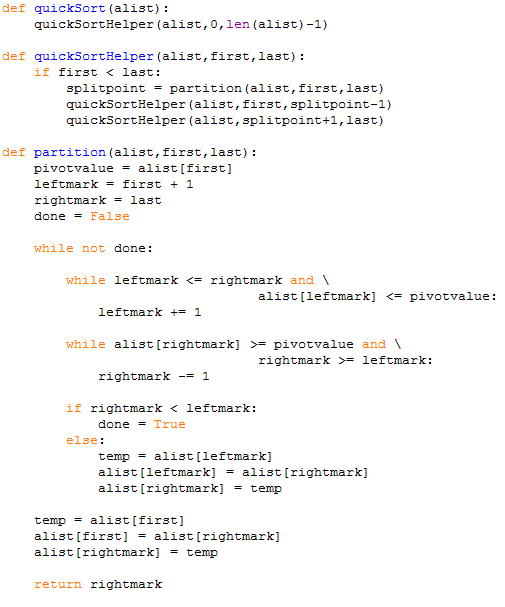 def quickSort(alist):
    quickSortHelper(alist,0,len(alist)-1)

def quickSortHelper(alist,first,last):
    if first < last:
        splitpoint = partition(alist,first,last)
        quickSortHelper(alist,first,splitpoint-1)
        quickSortHelper(alist,splitpoint+1,last)

def partition(alist,first,last):
    pivotvalue = alist[first]
    leftmark = first + 1
    rightmark = last
    done = False

    while not done:

        while leftmark <= rightmark and \
                                alist[leftmark] <= pivotvalue:
            leftmark += 1

        while alist[rightmark] >= pivotvalue and \
                                rightmark >= leftmark:
            rightmark -= 1

        if rightmark < leftmark:
            done = True
        else:
            temp = alist[leftmark]
            alist[leftmark] = alist[rightmark]
            alist[rightmark] = temp

    temp = alist[first]
    alist[first] = alist[rightmark]
    alist[rightmark] = temp

    return rightmark